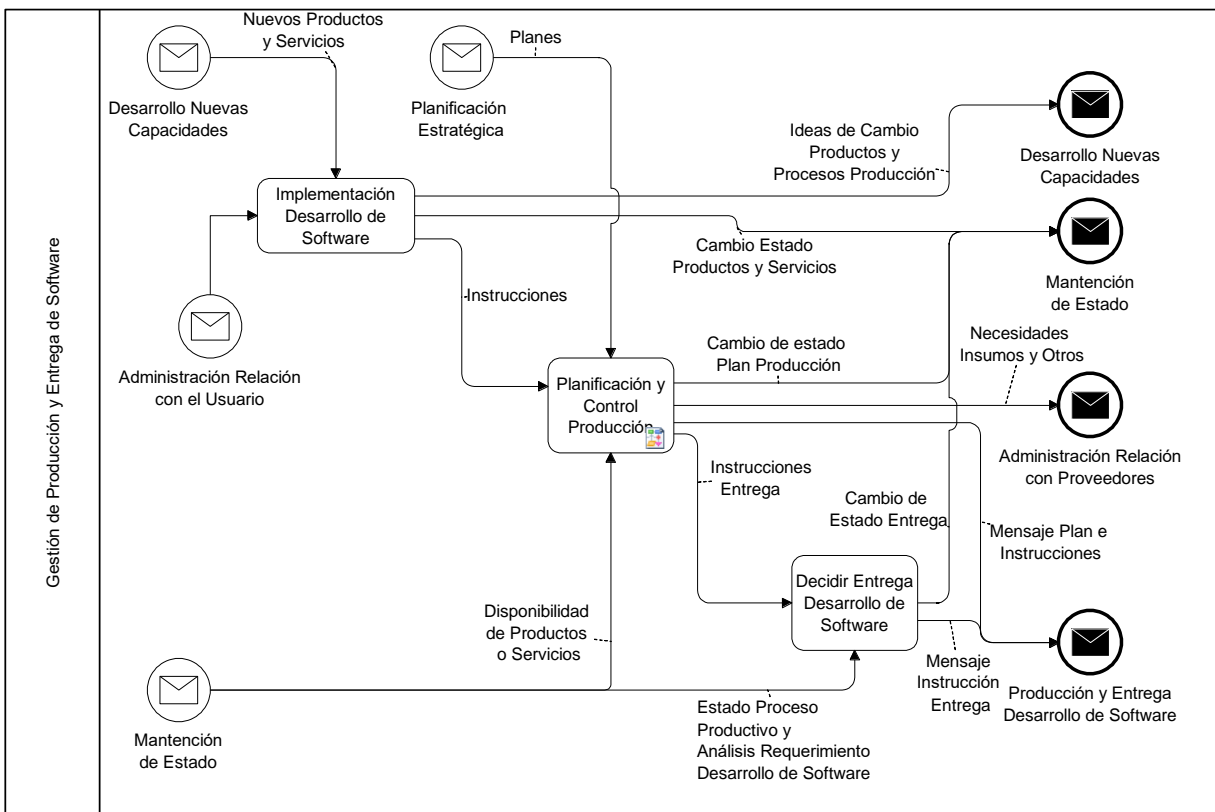 Gestión de Producción y Entrega de Software
Nuevos Productos
y Servicios
Desarrollo Nuevas
Capacidades
Planes
Planificación
Estratégica
Ideas de Cambio
Productos y
Procesos Producción
Desarrollo Nuevas
Capacidades
Implementación
Desarrollo de
Software
Cambio Estado
Productos y Servicios
Mantención
de Estado
Instrucciones
Administración Relación
con el Usuario
Cambio de estado
Plan Producción
Necesidades
Insumos y Otros
Planificación y
Control
Producción
Administración Relación
con Proveedores
Instrucciones
Entrega
Cambio de
Estado Entrega
Mensaje Plan e
Instrucciones
Decidir Entrega
Desarrollo de
Software
Disponibilidad
de Productos
o Servicios
Mensaje
Instrucción
Entrega
Producción y Entrega
Desarrollo de Software
Mantención
de Estado
Estado Proceso
Productivo y
Análisis Requerimiento
Desarrollo de Software